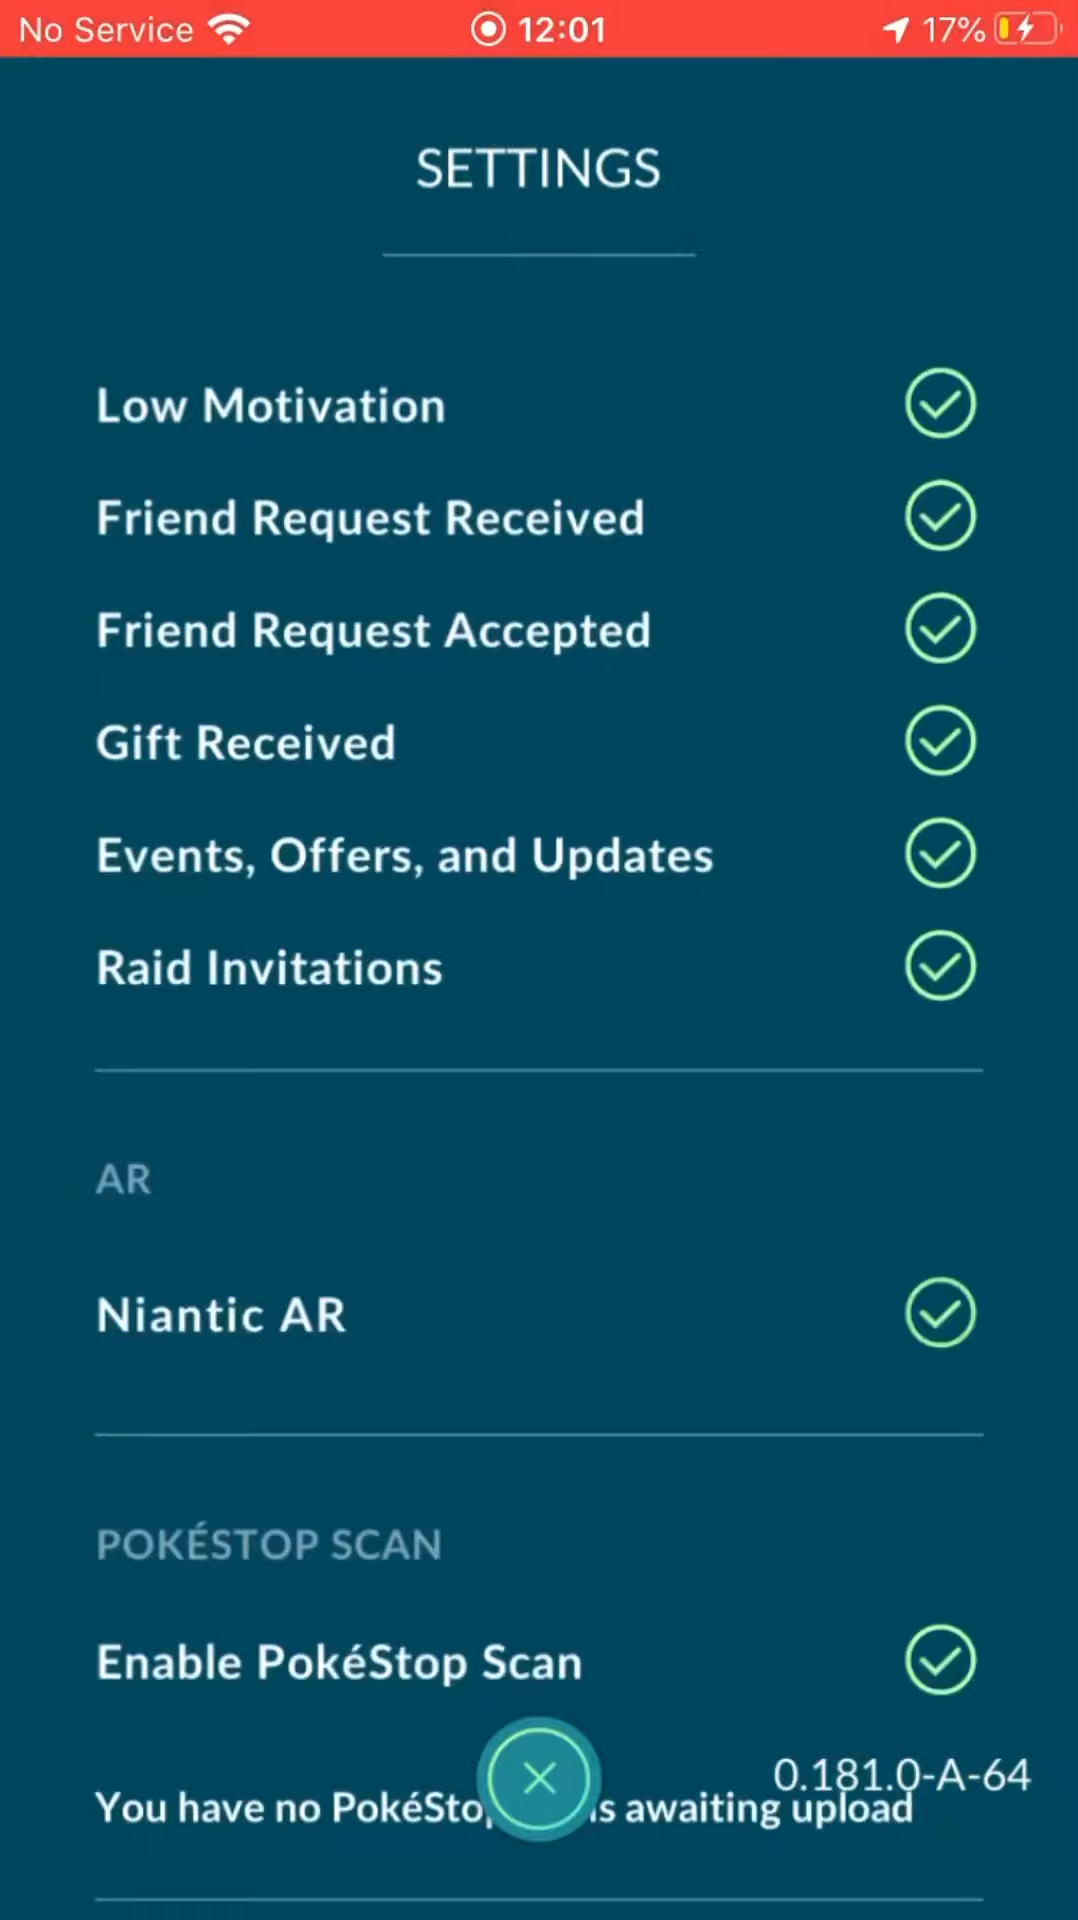 No Service 12:01 17%
SETTINGS
Low Motivation
Friend Request Received
Friend Request Accepted
Gift Received
Events, Offers, and Updates
Raid Invitations
AR
Niantic AR
POKÉSTOP SCAN
Enable PokéStop Scan
0.181.0-A-64
You have no awaiting upload